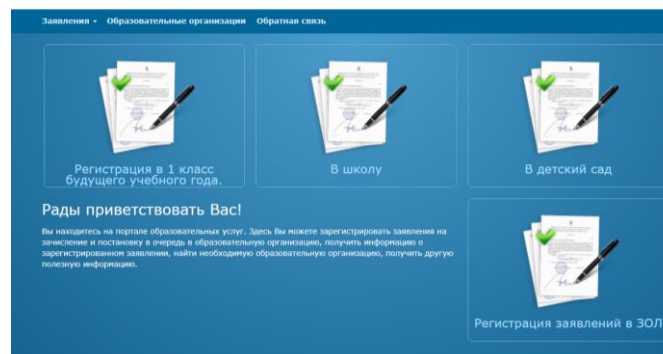 Заявления Образовательные организации Обратная связь
Регистрация в 1 класс
будущего учебного года.
В школу
В детский сад
Рады приветствовать Вас!
Вы находитесь на портале образовательных услуг. Здесь Вы можете зарегистрировать заявления на
зачисление и постановку в очередь в образовательную организацию, получить информацию о
зарегистрированном заявлении, найти необходимую образовательную организацию, получить другую
полезную информацию.
Регистрация заявлений в ЗОЛ